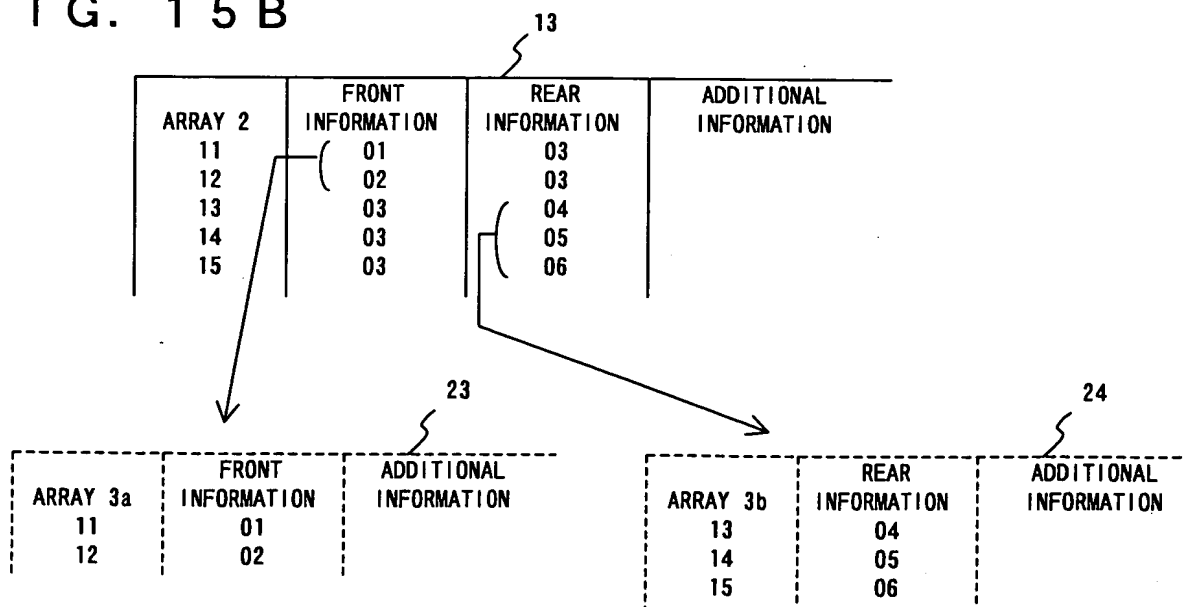 IG. 15B
13
ARRAY 2 FRONT INFORMATION REAR INFORMATION ADDITIONAL INFORMATION
11 01 03
12 02 03
13 03 04
14 03 05
15 03 06
23
24
ARRAY 3a FRONT INFORMATION ADDITIONAL INFORMATION
11 01
12 02
ARRAY 3b REAR INFORMATION ADDITIONAL INFORMATION
13 04
14 05
15 06